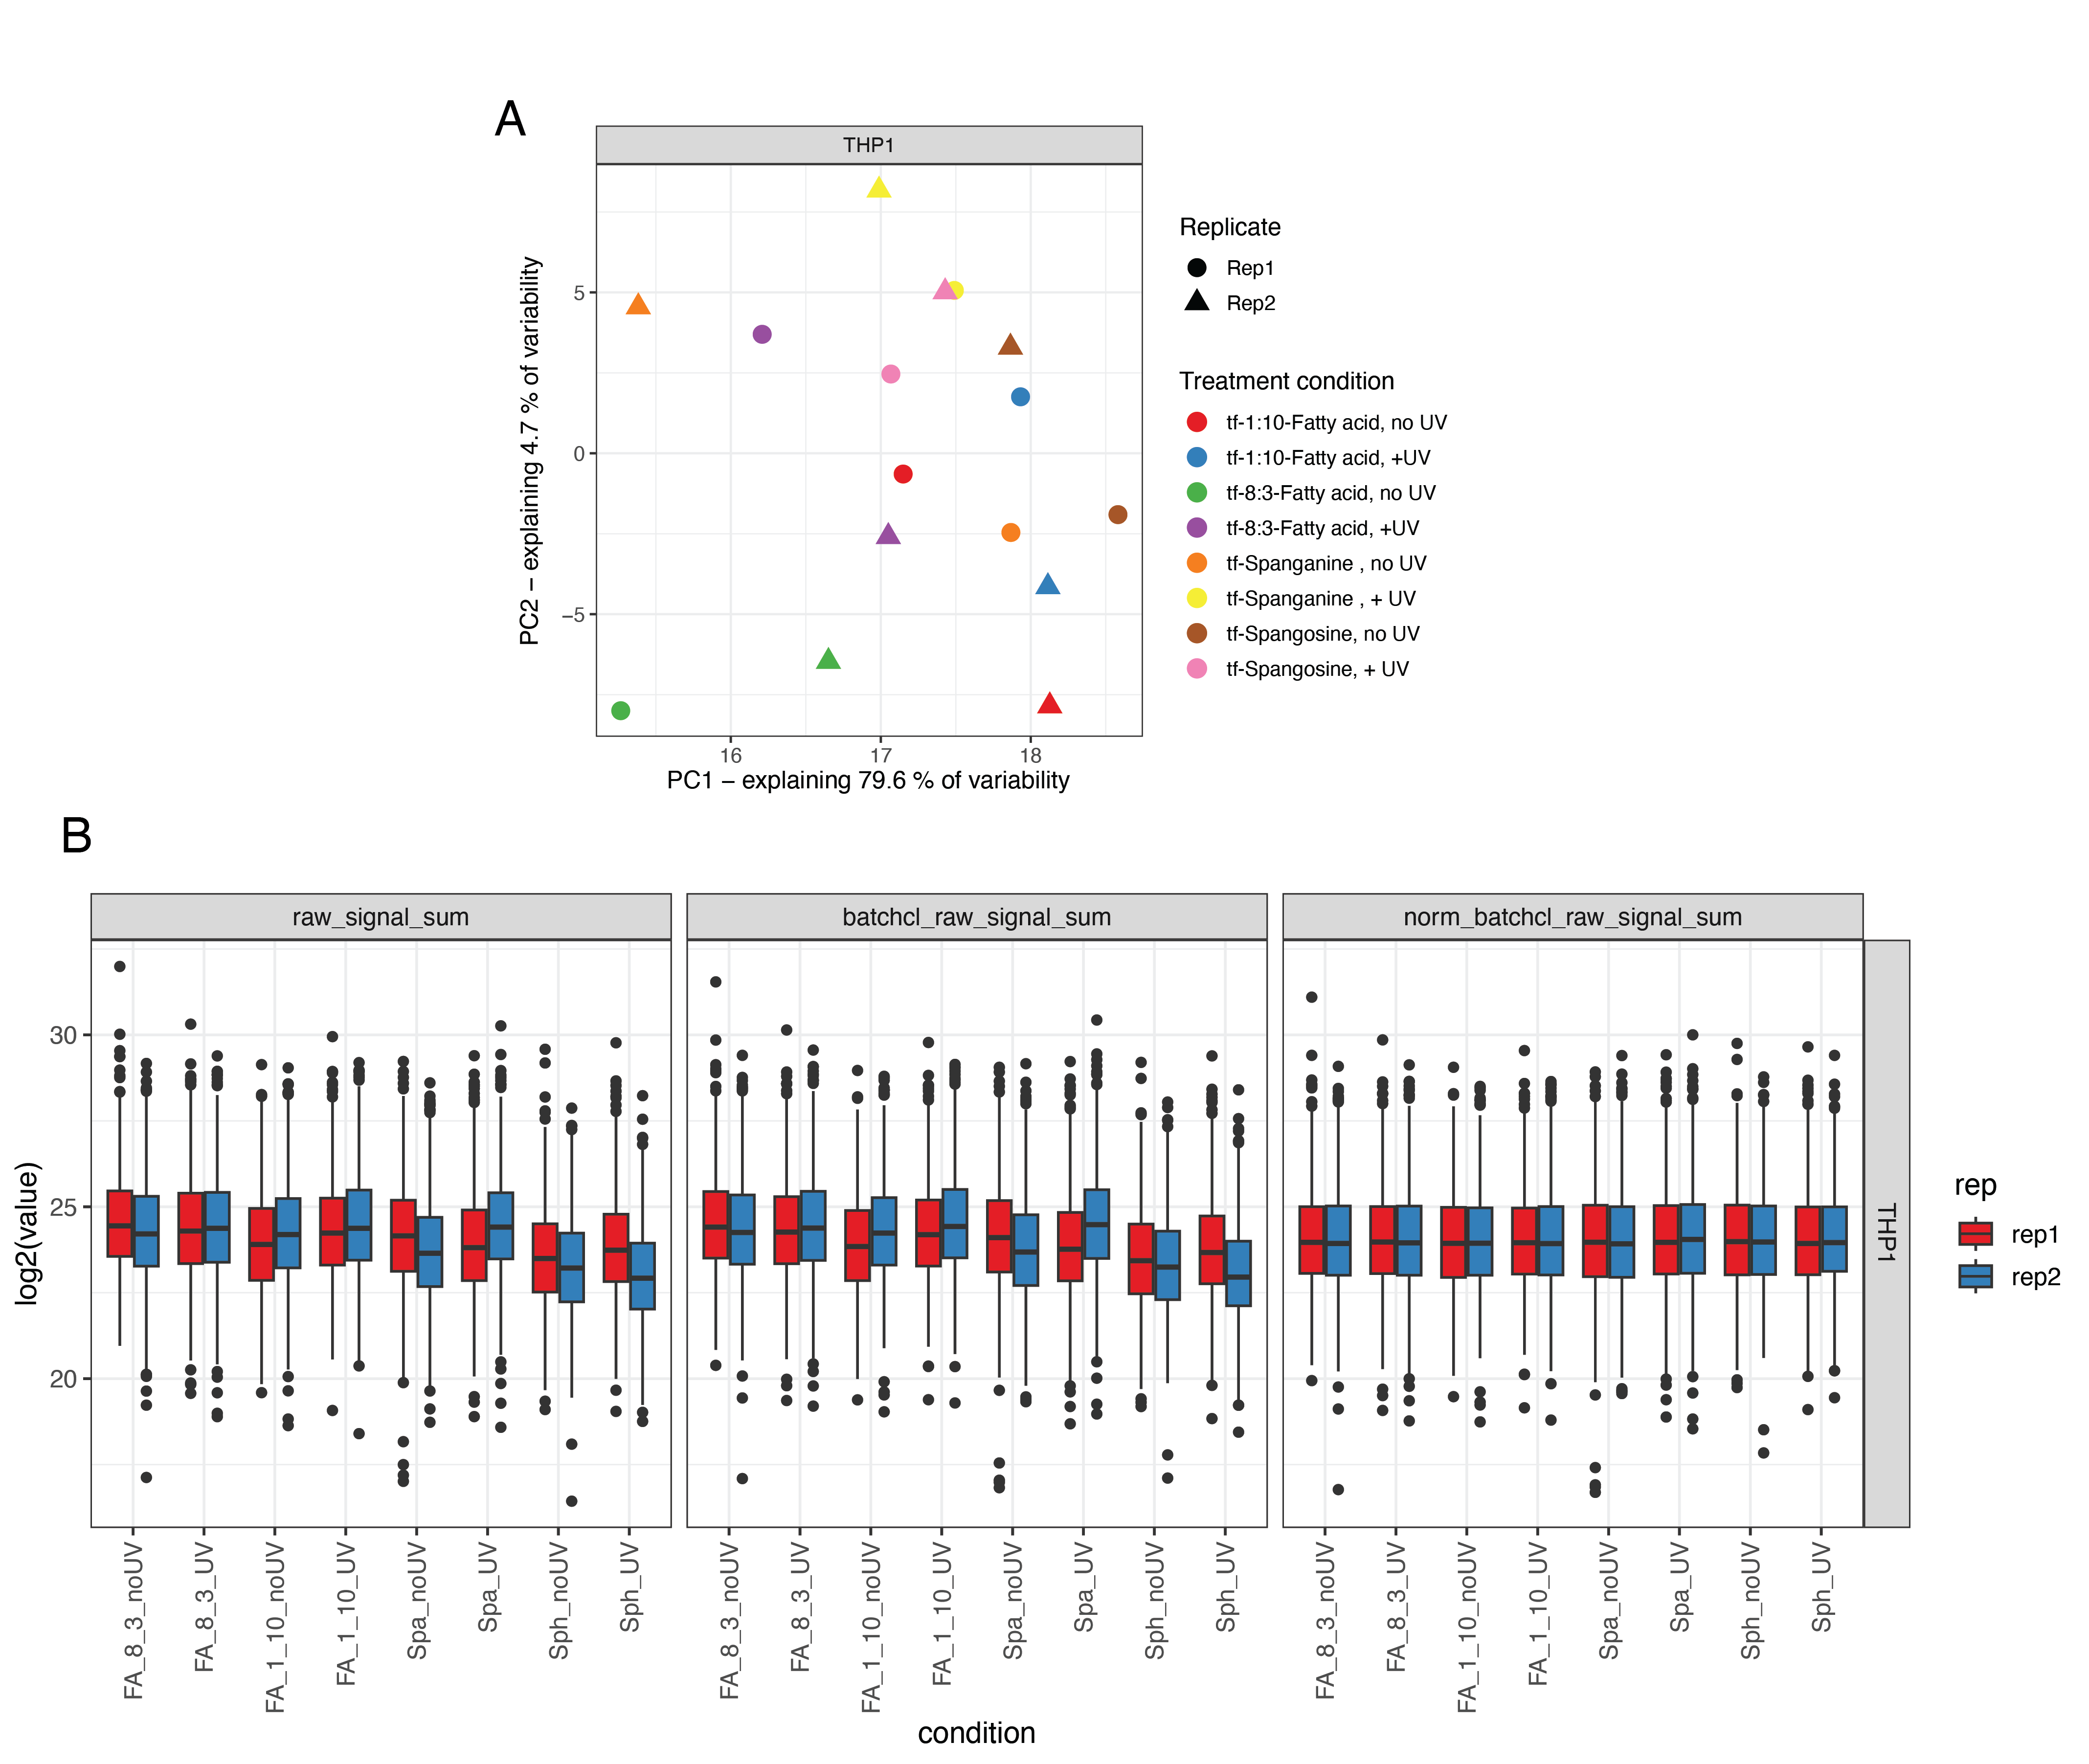 A
THP1
5
0
−5
PC2 − explaining 4.7 % of variability
16 17 18
PC1 − explaining 79.6 % of variability
Replicate
Rep1
Rep2
Treatment condition
tf-1:10-Fatty acid, no UV
tf-1:10-Fatty acid, +UV
tf-8:3-Fatty acid, no UV
tf-8:3-Fatty acid, +UV
tf-Spanganine , no UV
tf-Spanganine , + UV
tf-Spangosine, no UV
tf-Spangosine, + UV
B
raw_signal_sum batchcl_raw_signal_sum norm_batchcl_raw_signal_sum
30
25
20
log2(value)
THP1
rep
rep1
rep2
FA_8_3_noUV
FA_8_3_UV
FA_1_10_noUV
FA_1_10_UV
Spa_noUV
Spa_UV
Sph_noUV
Sph_UV
FA_8_3_noUV
FA_8_3_UV
FA_1_10_noUV
FA_1_10_UV
Spa_noUV
Spa_UV
Sph_noUV
Sph_UV
FA_8_3_noUV
FA_8_3_UV
FA_1_10_noUV
FA_1_10_UV
Spa_noUV
Spa_UV
Sph_noUV
Sph_UV
condition